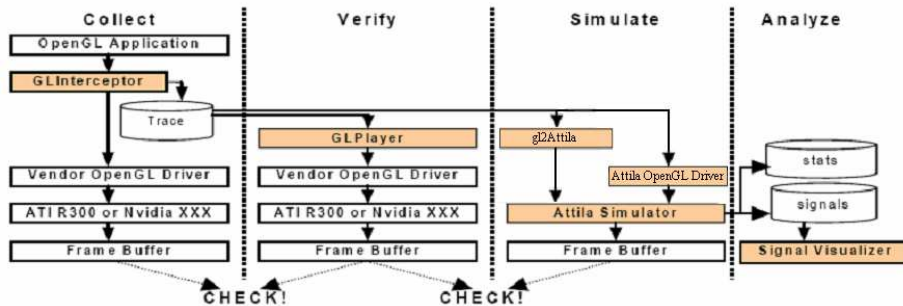 Collect
Verify
Simulate
Analyze
OpenGL Application
GLInterceptor
Trace
GLPlayer
gl2Attila
stats
Vendor OpenGL Driver
Vendor OpenGL Driver
Attila OpenGL Driver
signals
ATI R300 or Nvidia XXX
ATI R300 or Nvidia XXX
Attila Simulator
Frame Buffer
Frame Buffer
Frame Buffer
Signal Visualizer
CHECK!
CHECK!